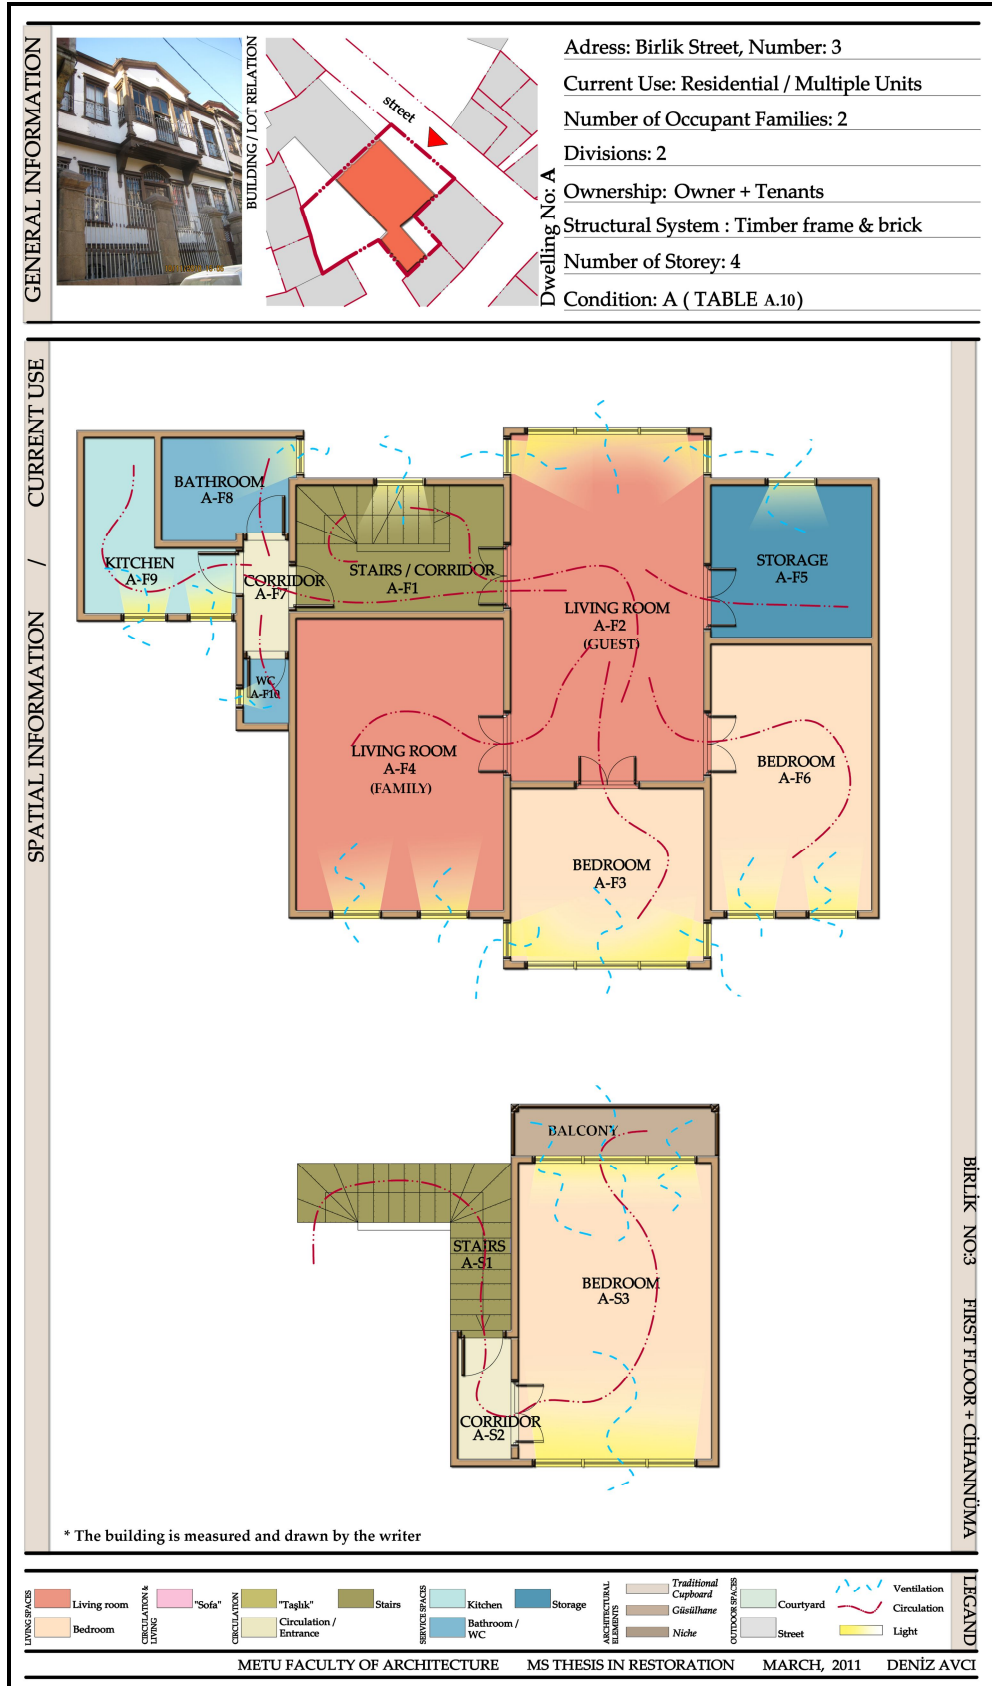 GENERAL INFORMATION
BUILDING / LOT RELATION
street
Dwelling No: A
Adress: Birlik Street, Number: 3
Current Use: Residential / Multiple Units
Number of Occupant Families: 2
Divisions: 2
Ownership: Owner + Tenants
Structural System : Timber frame & brick
Number of Storey: 4
Condition: A ( TABLE A.10)
SPATIAL INFORMATION / CURRENT USE
BATHROOM
A-F8
KITCHEN
A-F9
CORRIDOR
A-F7
WC
A-F10
STAIRS / CORRIDOR
A-F1
LIVING ROOM
A-F2
(GUEST)
STORAGE
A-F5
LIVING ROOM
A-F4
(FAMILY)
BEDROOM
A-F6
BEDROOM
A-F3
BALCONY
STAIRS
A-S1
BEDROOM
A-S3
CORRIDOR
A-S2
BİRLİK NO:3 FIRST FLOOR + CİHANNÜMA
* The building is measured and drawn by the writer
LIVING SPACES
Living room
Bedroom
CIRCULATION &
LIVING
"Sofa"
CIRCULATION
"Taşlık"
Circulation /
Entrance
Stairs
SERVICE SPACES
Kitchen
Bathroom /
WC
Storage
ARCHITECTURAL
ELEMENTS
Traditional
Cupboard
Güsülhane
Niche
OUTDOOR SPACES
Courtyard
Street
Ventilation
Circulation
Light
LEGAND
METU FACULTY OF ARCHITECTURE MS THESIS IN RESTORATION MARCH, 2011 DENİZ AVCI